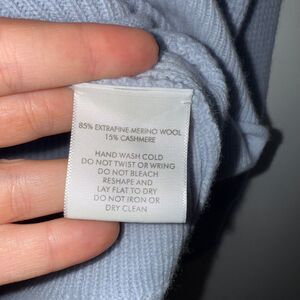 85% EXTRAFINE MERINO WOOL
15% CASHMERE
HAND WASH COLD
DO NOT TWIST OR WRING
DO NOT BLEACH
RESHAPE AND
LAY FLAT TO DRY
DO NOT IRON OR
DRY CLEAN